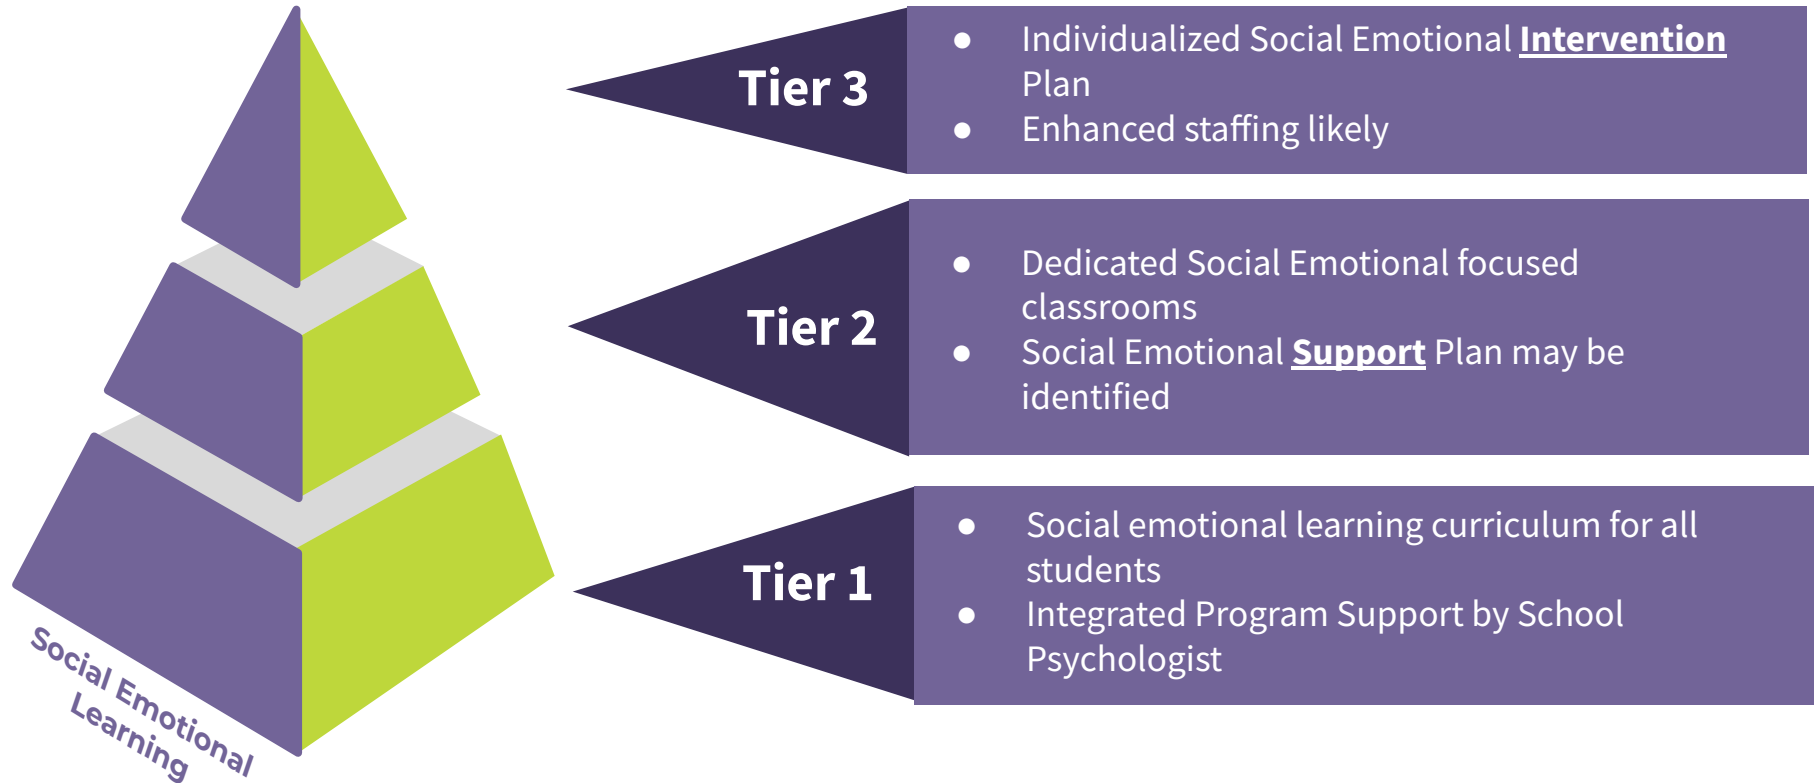 Tier 3
● Individualized Social Emotional Intervention
Plan
● Enhanced staffing likely
Tier 2
● Dedicated Social Emotional focused
classrooms
● Social Emotional Support Plan may be
identified
Tier 1
● Social emotional learning curriculum for all
students
● Integrated Program Support by School
Psychologist
Social Emotional
Learning